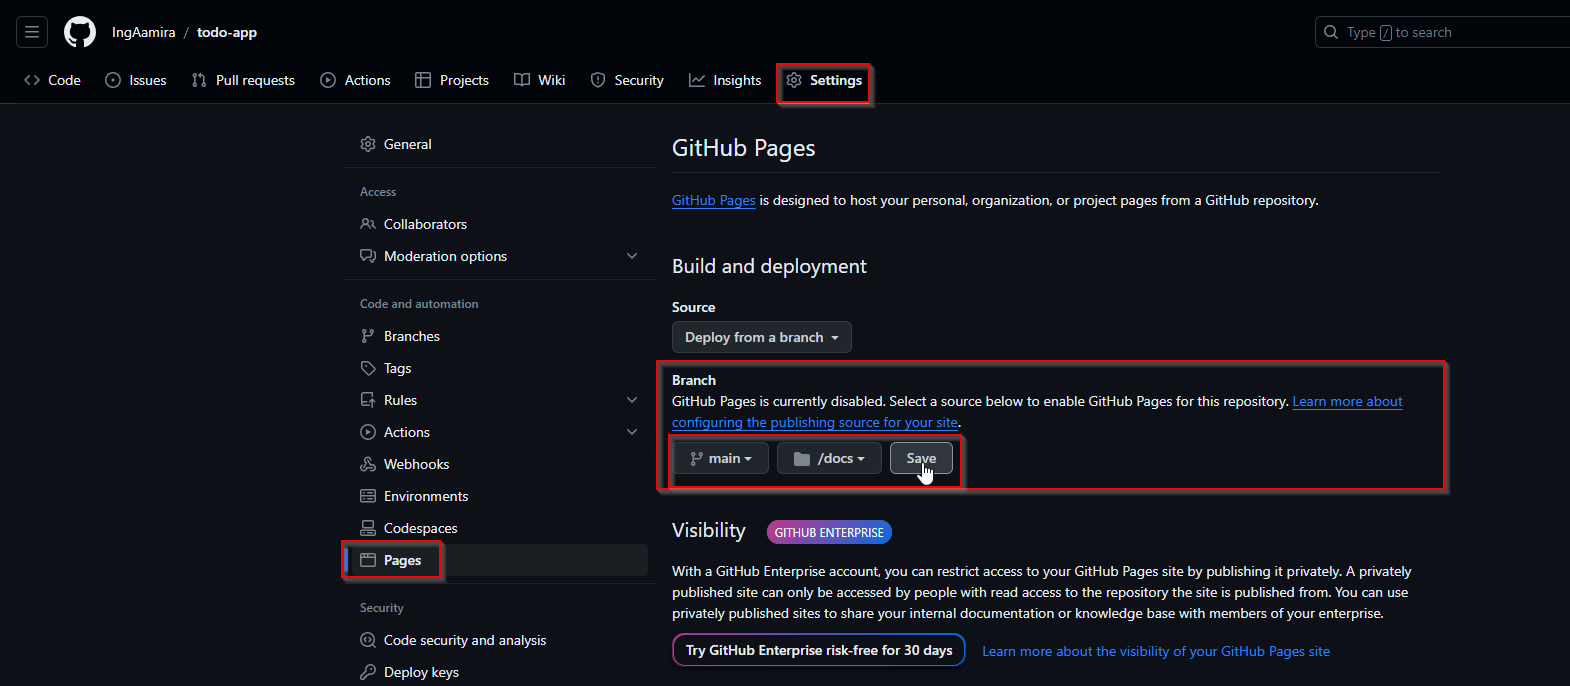 IngAamira / todo-app
Type / to search
Code Issues Pull requests Actions Projects Wiki Security Insights Settings
General
Access
Collaborators
Moderation options
Code and automation
Branches
Tags
Rules
Actions
Webhooks
Environments
Codespaces
Pages
Security
Code security and analysis
Deploy keys
GitHub Pages
GitHub Pages is designed to host your personal, organization, or project pages from a GitHub repository.
Build and deployment
Source
Deploy from a branch
Branch
GitHub Pages is currently disabled. Select a source below to enable GitHub Pages for this repository. Learn more about
configuring the publishing source for your site.
main /docs Save
Visibility GITHUB ENTERPRISE
With a GitHub Enterprise account, you can restrict access to your GitHub Pages site by publishing it privately. A privately
published site can only be accessed by people with read access to the repository the site is published from. You can use
privately published sites to share your internal documentation or knowledge base with members of your enterprise.
Try GitHub Enterprise risk-free for 30 days Learn more about the visibility of your GitHub Pages site